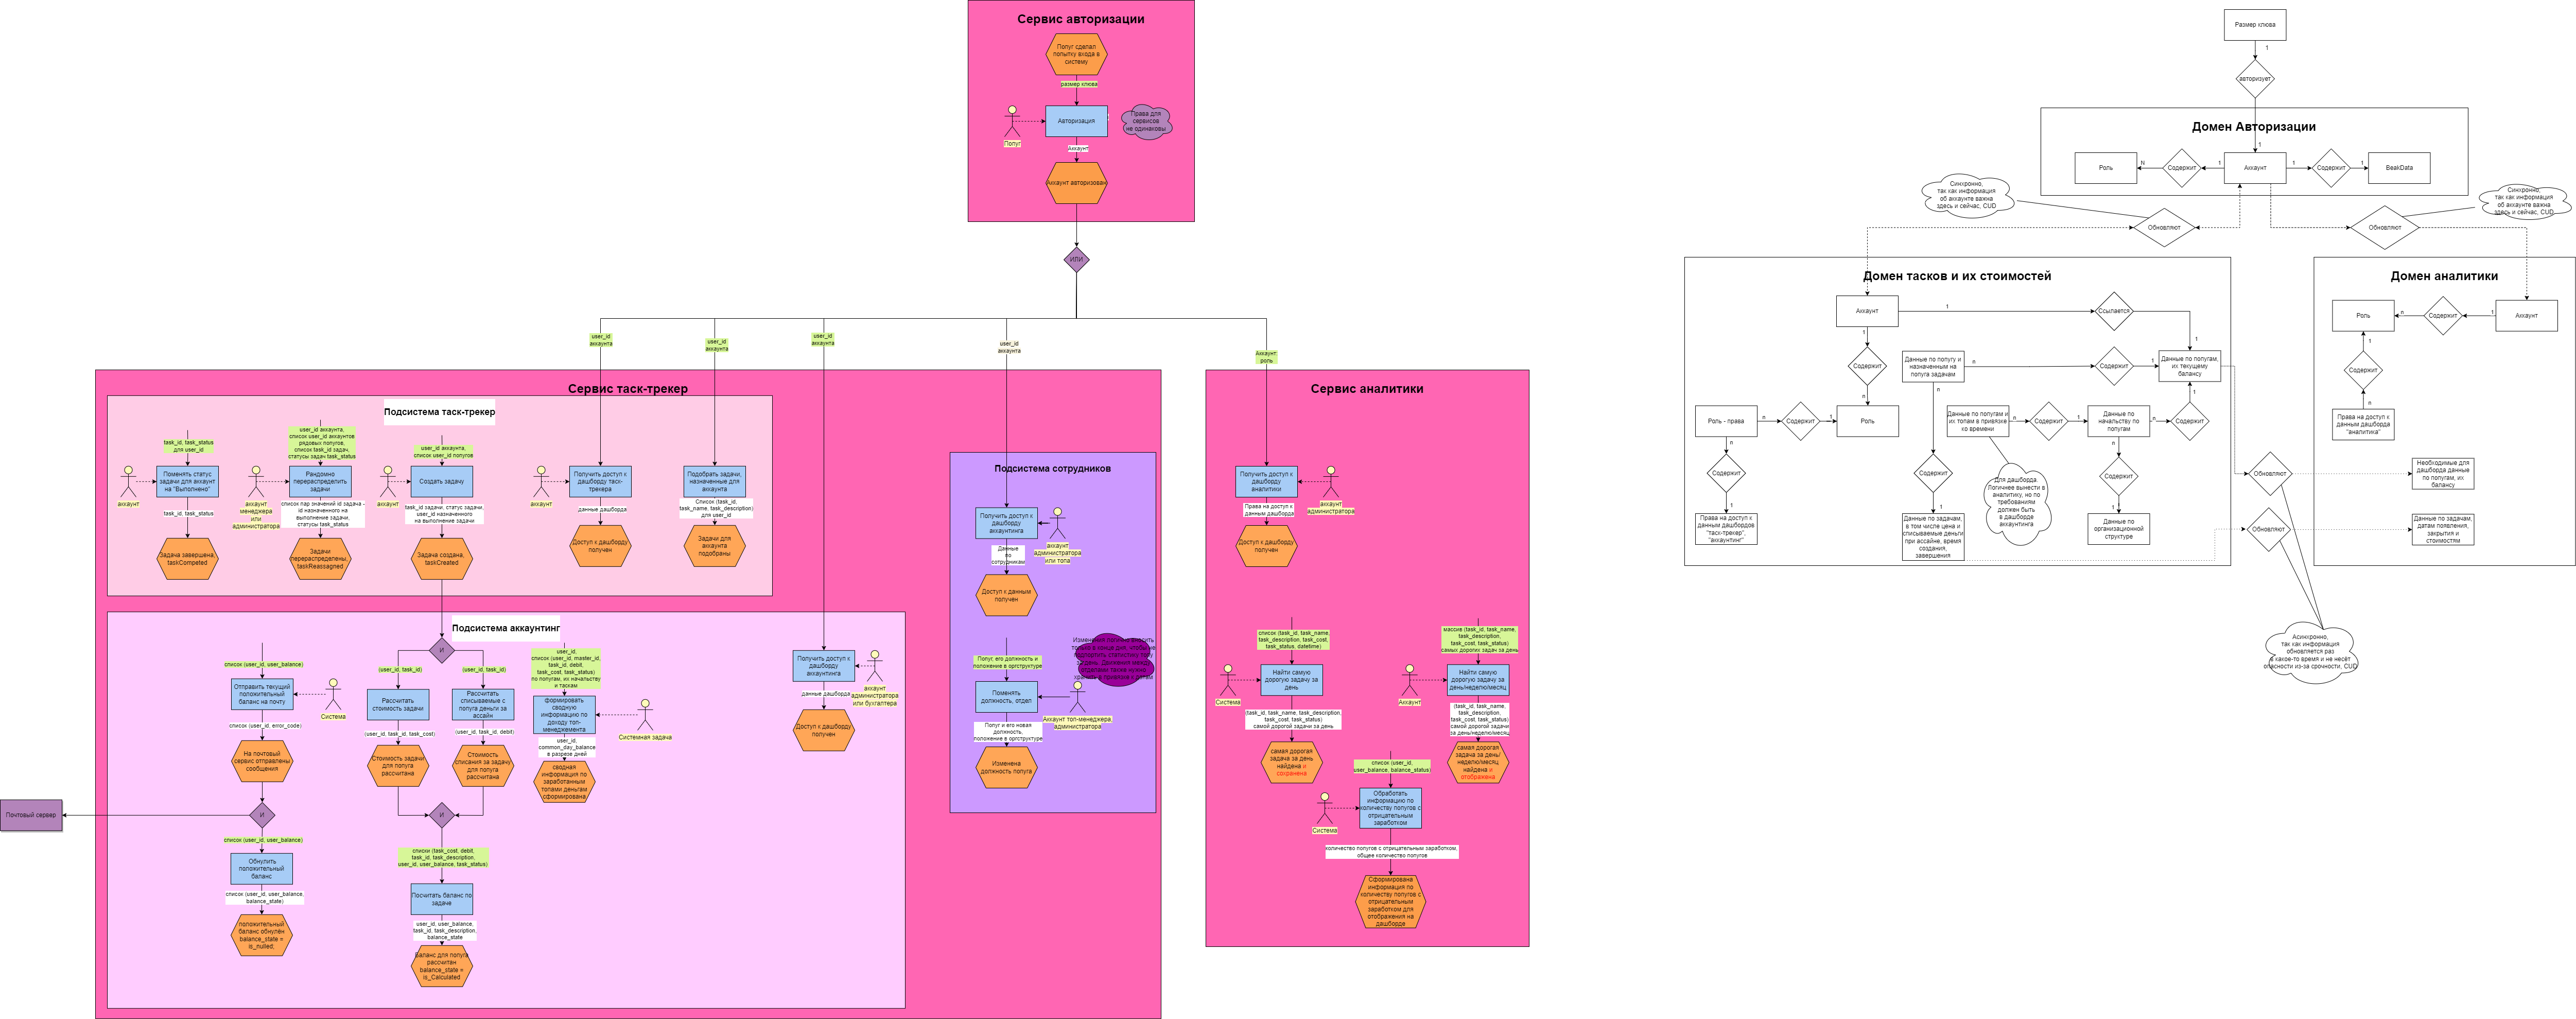 Сервис авторизации
Попуг сделал
попытку входа в
систему
размер клюва
Авторизация
Попуг
Права для
сервисов
не одинаковы
Аккаунт
Аккаунт авторизован
ИЛИ
user_id
аккаунта
user_id
аккаунта
user_id
аккаунта
user_id
аккаунта
Аккаунт,
роль
Сервис таск-трекер
Подсистема таск-трекер
task_id, task_status
для user_id
аккаунт
Поменять статус
задачи для аккаунт
на "Выполнено"
task_id, task_status
Задача завершена,
taskCompeted
user_id аккаунта,
список user_id аккаунтов
рядовых попугов,
список task_id задач,
статусы задач task_status
аккаунт
менеджера
или
администратора
Рандомно
перераспределить
задачи
список пар значений id задача -
id назначенного на
выполнение задачи,
статусы task_status
Задачи
перераспределены,
taskReassagned
user_id аккаунта,
список user_id попугов
аккаунт
Создать задачу
task_id задачи, статус задачи,
user_id назначенного
на выполнение задачи
Задача создана,
taskCreated
аккаунт
Получить доступ к
дашборду таск-
трекера
данные дашборда
Доступ к дашборду
получен
Подобрать задачи,
назначенные для
аккаунта
Список (task_id,
task_name, task_description)
для user_id
Задачи для
аккаунта
подобраны
Подсистема аккаунтинг
список (user_id, user_balance)
Отправить текущий
положительный
баланс на почту
Система
список (user_id, error_code)
На почтовый
сервис отправлены
сообщения
И
Почтовый сервер
список (user_id, user_balance)
Обнулить
положительный
баланс
список (user_id, user_balance,
balance_state)
положительный
баланс обнулён
balance_state =
is_nulled,
И
(user_id, task_id)
Рассчитать
стоимость задачи
(user_id, task_id, task_cost)
Стоимость задачи
для попуга
рассчитана
(user_id, task_id)
Рассчитать
списываемые с
попуга деньги за
ассайн
(user_id, task_id, debit)
Стоимость
списания за задачу
для попуга
рассчитана
И
списки (task_cost, debit,
task_id, task_description,
user_id, user_balance, task_status)
Посчитать баланс по
задаче
user_id, user_balance,
task_id, task_description,
balance_state
Баланс для попуга
рассчитан
balance_state =
is_Calculated
user_id,
список (user_id, master_id,
task_id, debit,
task_cost, task_status)
по попугам, их начальству
и таскам
формировать
сводную
информацию по
доходу топ-
менеджемента
Системная задача
user_id,
common_day_balance
в разрезе дней
сводная
информация по
заработанным
топами деньгам
сформирована
Получить доступ к
дашборду
аккаунтинга
аккаунт
администратора
или бухгалтера
данные дашборда
Доступ к дашборду
получен
Подсистема сотрудников
Получить доступ к
дашборду
аккаунтинга
аккаунт
администратора
или топа
Данные
по
сотрудникам
Доступ к данным
получен
Попуг, его должность и
положение в оргструктуре
Поменять
должность, отдел
Аккаунт топ-менеджера,
администратора
Попуг и его новая
должность,
положение в оргструктуре
Изменена
должность попуга
Сервис аналитики
Получить доступ к
дашборду
аналитики
аккаунт
администратора
Права на доступ к
данным дашборда
Доступ к дашборду
получен
список (task_id, task_name,
task_description, task_cost,
task_status, datetime)
Система
Найти самую
дорогую задачу за
день
(task_id, task_name, task_description,
task_cost, task_status)
самой дорогой задачи за день
самая дорогая
задача за день
найдена и
сохранена
массив (task_id, task_name,
task_description,
task_cost, task_status)
самых дорогих задач за день
Аккаунт
Найти самую
дорогую задачу за
день/неделю/месяц
(task_id, task_name,
task_description,
task_cost, task_status)
самой дорогой задачи
за день/неделю/месяц
самая дорогая
задача за день/
неделю/месяц
найдена и
отображена
список (user_id,
user_balance, balance_status)
Система
Обработать
информацию по
количеству попугов с
отрицательным
заработком
количество попугов с отрицательным заработком,
общее количество попугов
Сформирована
информация по
количеству попугов с
отрицательным
заработком для
отображения на
дашборде
Размер клюва
1
авторизует
Домен Авторизации
1
Роль
N
Содержит
1
Аккаунт
1
Содержит
1
BeakData
Синхронно,
так как информация
об аккаунте важна
здесь и сейчас, CUD
Обновляют
Обновляют
Синхронно,
так как информация
об аккаунте важна
здесь и сейчас, CUD
Домен тасков и их стоимостей
Аккаунт
1
Ссылается
1
1
Содержит
n
Данные по попугу и
назначенным на
попуга задачам
n
Содержит
1
Данные по попугам,
их текущему
балансу
Роль - права
n
Содержит
1
Роль
n
Содержит
1
Права на доступ к
данным дашбордов
"таск-трекер",
"аккаунтинг"
n
Содержит
1
Данные по задачам,
в том числе цена и
списываемые деньги
при ассайне, время
создания,
завершения
Данные по попугам и
их топам в привязке
ко времени
n
Содержит
1
Данные по
начальству по
попугам
n
Содержит
1
Для дашборда.
Логичнее вынести в
аналитику, но по
требованиям
должен быть
в дашборде
аккаунтинга
n
Содержит
1
Данные по
организационной
структуре
Домен аналитики
Роль
n
Содержит
1
Аккаунт
1
Содержит
n
Права на доступ к
данным дашборда
"аналитика"
Обновляют
Необходимые для
дашборда данные
по попугам, их
балансу
Обновляют
Данные по задачам,
датам появления,
закрытия и
стоимостям
Асинхронно,
так как информация
обновляется раз
в какое-то время и не несёт
опасности из-за срочности, CUD